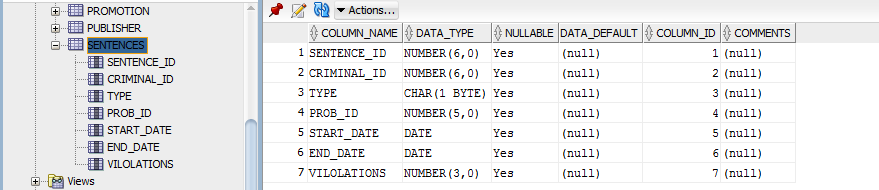 PROMOTION
PUBLISHER
SENTENCES
SENTENCE_ID
CRIMINAL_ID
TYPE
PROB_ID
START_DATE
END_DATE
VILOLATIONS
Views
Actions...
COLUMN_NAME DATA_TYPE NULLABLE DATA_DEFAULT COLUMN_ID COMMENTS
1 SENTENCE_ID NUMBER(6,0) Yes (null) 1 (null)
2 CRIMINAL_ID NUMBER(6,0) Yes (null) 2 (null)
3 TYPE CHAR(1 BYTE) Yes (null) 3 (null)
4 PROB_ID NUMBER(5,0) Yes (null) 4 (null)
5 START_DATE DATE Yes (null) 5 (null)
6 END_DATE DATE Yes (null) 6 (null)
7 VILOLATIONS NUMBER(3,0) Yes (null) 7 (null)